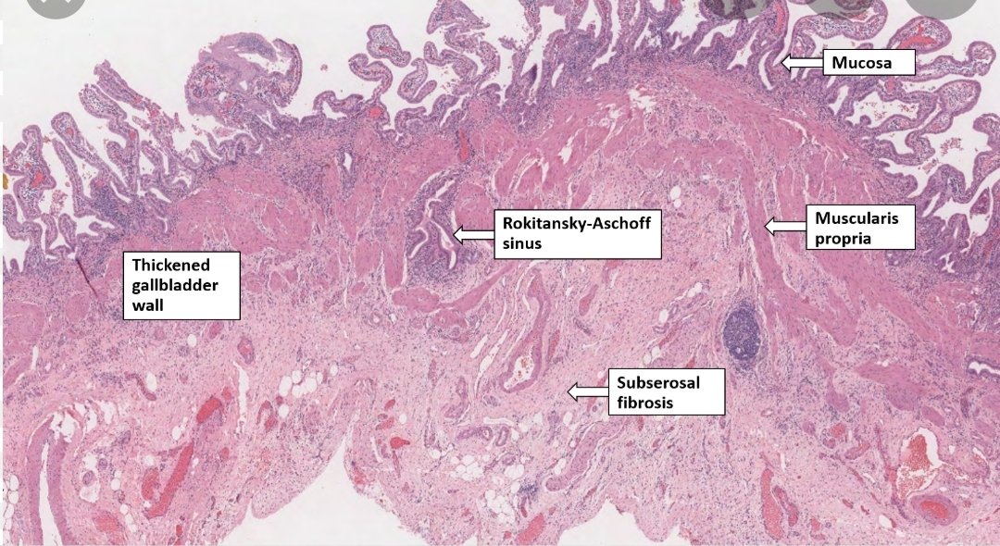 Mucosa
Rokitansky-Aschoff
sinus
Muscularis
propria
Thickened
gallbladder
wall
Subserosal
fibrosis